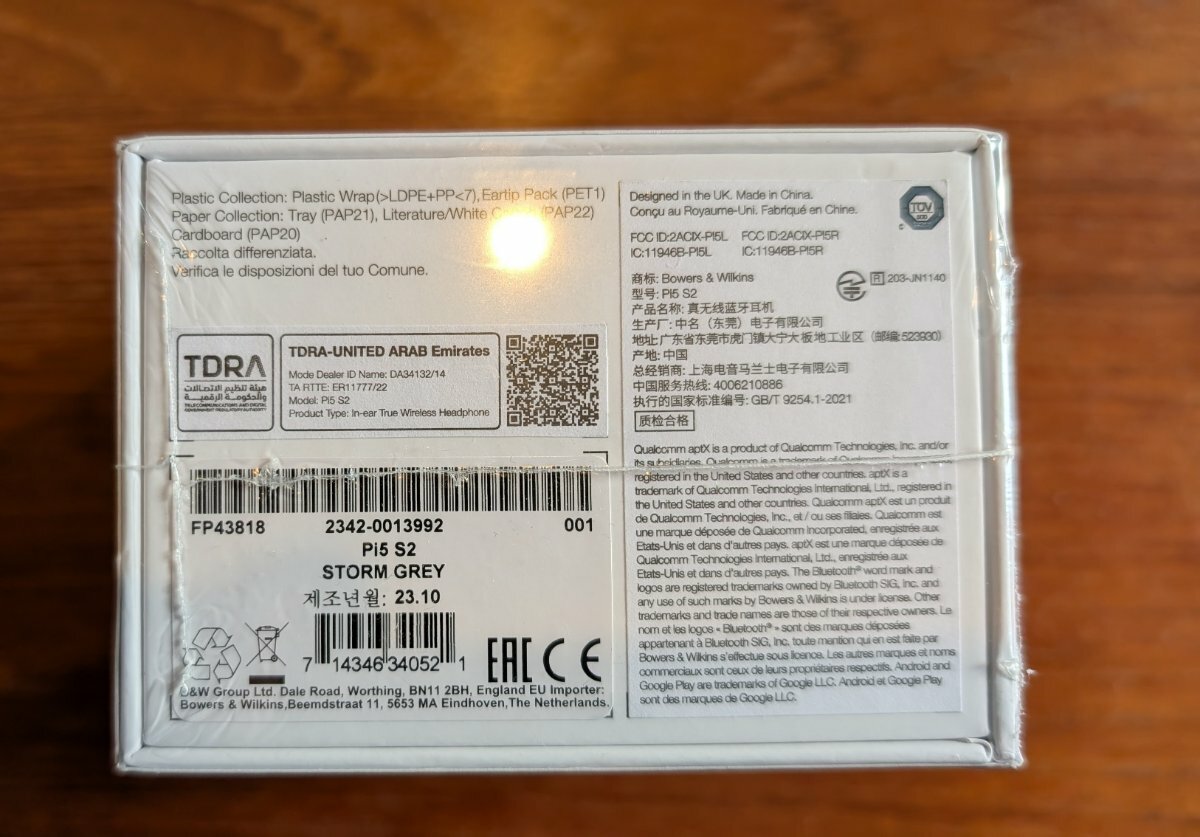 Plastic Collection: Plastic Wrap(>LDPE+PP<7), Eartip Pack (PET1)
Paper Collection: Tray (PAP21), Literature/White (PAP22)
Cardboard (PAP20)
Raccolta differenziata.
Verifica le disposizioni del tuo Comune.
TDRA
هيئة تنظيم الاتصالات
والحكومة الرقمية
TELECOMMUNICATIONS AND DIGITAL
GOVERNMENT REGULATORY AUTHORITY
TDRA-UNITED ARAB Emirates
Mode Dealer ID Name: DA34132/14
TA RTTE: ER11777/22
Model: Pi5 S2
Product Type: In-ear True Wireless Headphone
FP43818 2342-0013992 001
Pi5 S2
STORM GREY
제조년월: 23.10
7 14346 34052 1
EAC CE
B&W Group Ltd. Dale Road, Worthing, BN11 2BH, England EU Importer:
Bowers & Wilkins,Beemdstraat 11, 5653 MA Eindhoven,The Netherlands.
Designed in the UK. Made in China.
Conçu au Royaume-Uni. Fabriqué en Chine.
TÜV
FCC ID:2ACIX-PI5L FCC ID:2ACIX-PI5R
IC:11946B-PI5L IC:11946B-PI5R
R 203-JN1140
商标: Bowers & Wilkins
型号: PI5 S2
产品名称: 真无线蓝牙耳机
生产厂: 中名（东莞）电子有限公司
地址:广东省东莞市虎门镇大宁大板地工业区（邮编:523930）
产地: 中国
总经销商: 上海电音马兰士电子有限公司
中国服务热线: 4006210886
执行的国家标准编号: GB/T 9254.1-2021
质检合格
Qualcomm aptX is a product of Qualcomm Technologies, Inc. and/or
its subsidiaries. Qualcomm is a trademark of Qualcomm Incorporated,
registered in the United States and other countries. aptX is a
trademark of Qualcomm Technologies International, Ltd., registered in
the United States and other countries. Qualcomm aptX est un produit
de Qualcomm Technologies, Inc., et / ou ses filiales. Qualcomm est
une marque déposée de Qualcomm Incorporated, enregistrée aux
Etats-Unis et dans d'autres pays. aptX est une marque déposée de
Qualcomm Technologies International, Ltd., enregistrée aux
Etats-Unis et dans d'autres pays. The Bluetooth® word mark and
logos are registered trademarks owned by Bluetooth SIG, Inc. and
any use of such marks by Bowers & Wilkins is under license. Other
trademarks and trade names are those of their respective owners. Le
nom et les logos « Bluetooth® » sont des marques déposées
appartenant à Bluetooth SIG, Inc. toute mention qui en est faite par
Bowers & Wilkins s'effectue sous licence. Les autres marques et noms
commerciaux sont ceux de leurs propriétaires respectifs. Android and
Google Play are trademarks of Google LLC. Android et Google Play
sont des marques de Google LLC.